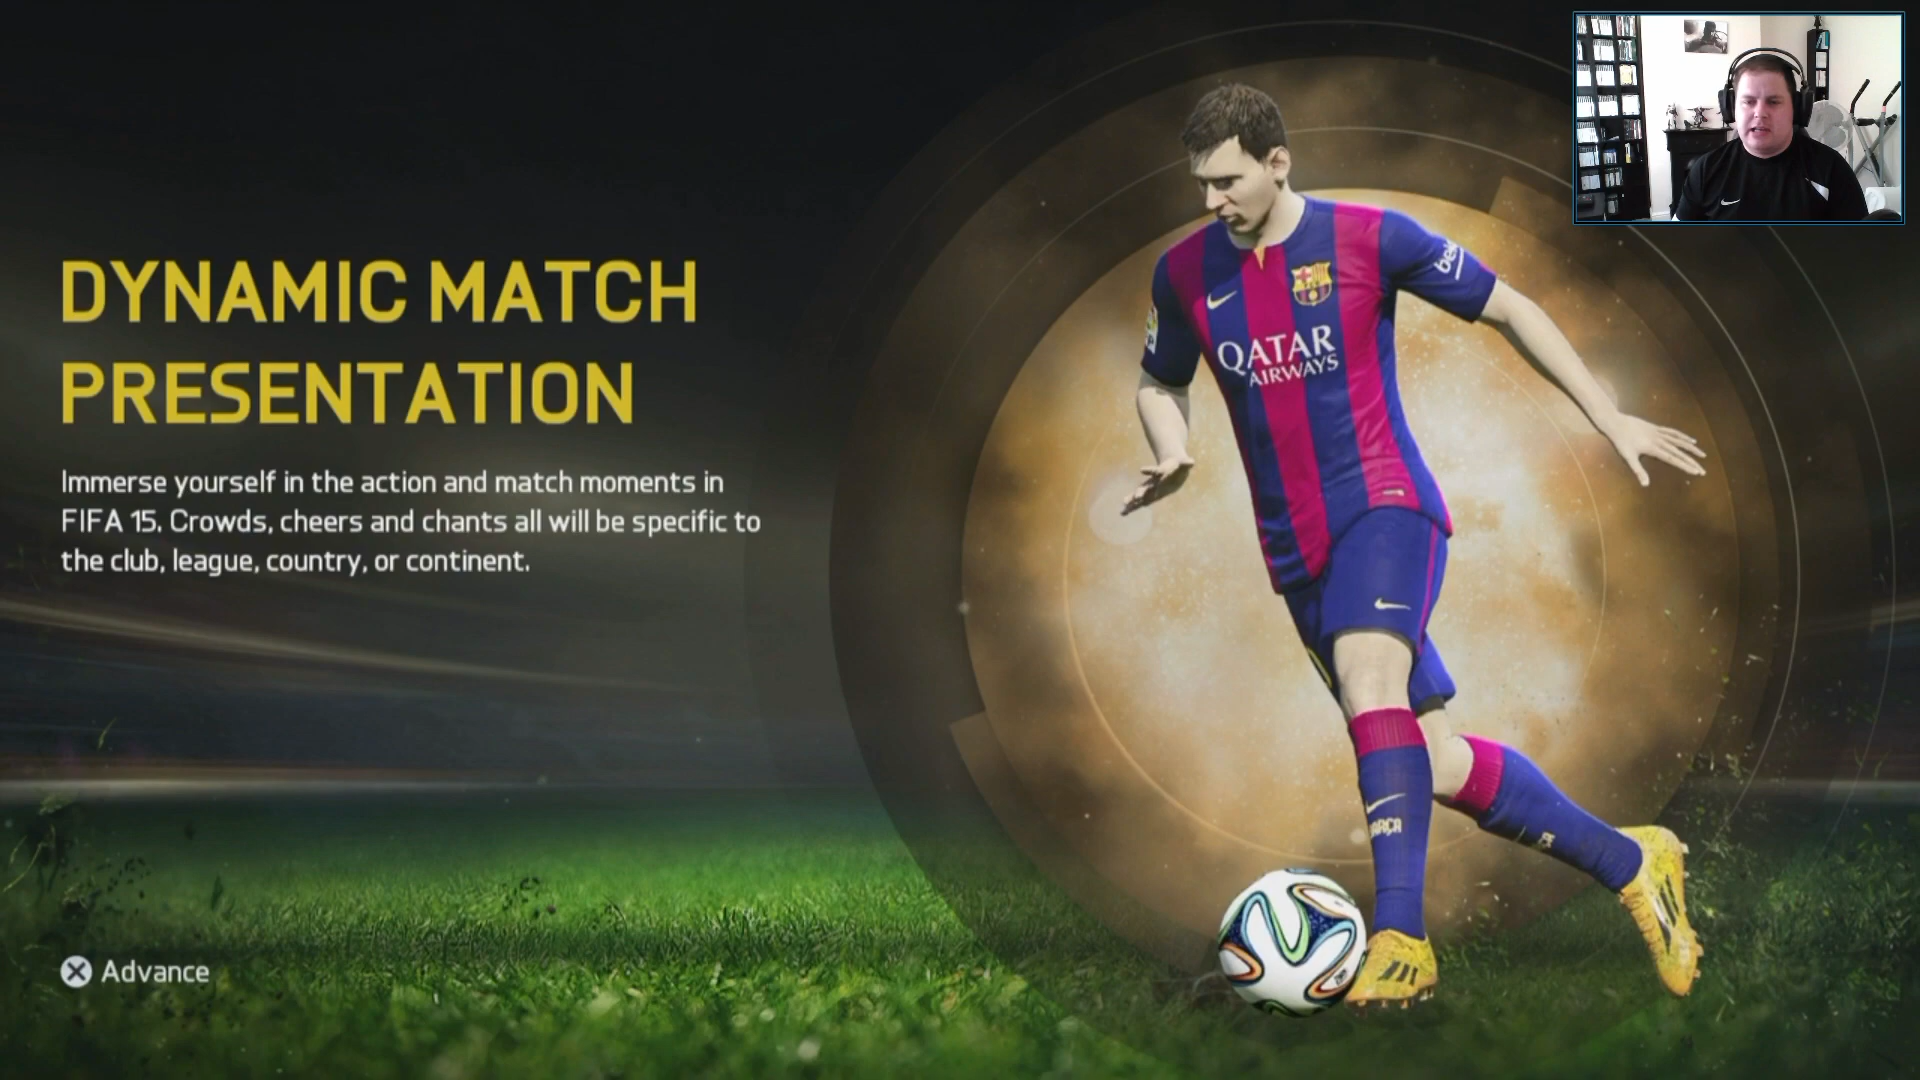 DYNAMIC MATCH
PRESENTATION
Immerse yourself in the action and match moments in
FIFA 15. Crowds, cheers and chants all will be specific to
the club, league, country, or continent.
Advance
QATAR
AIRWAYS